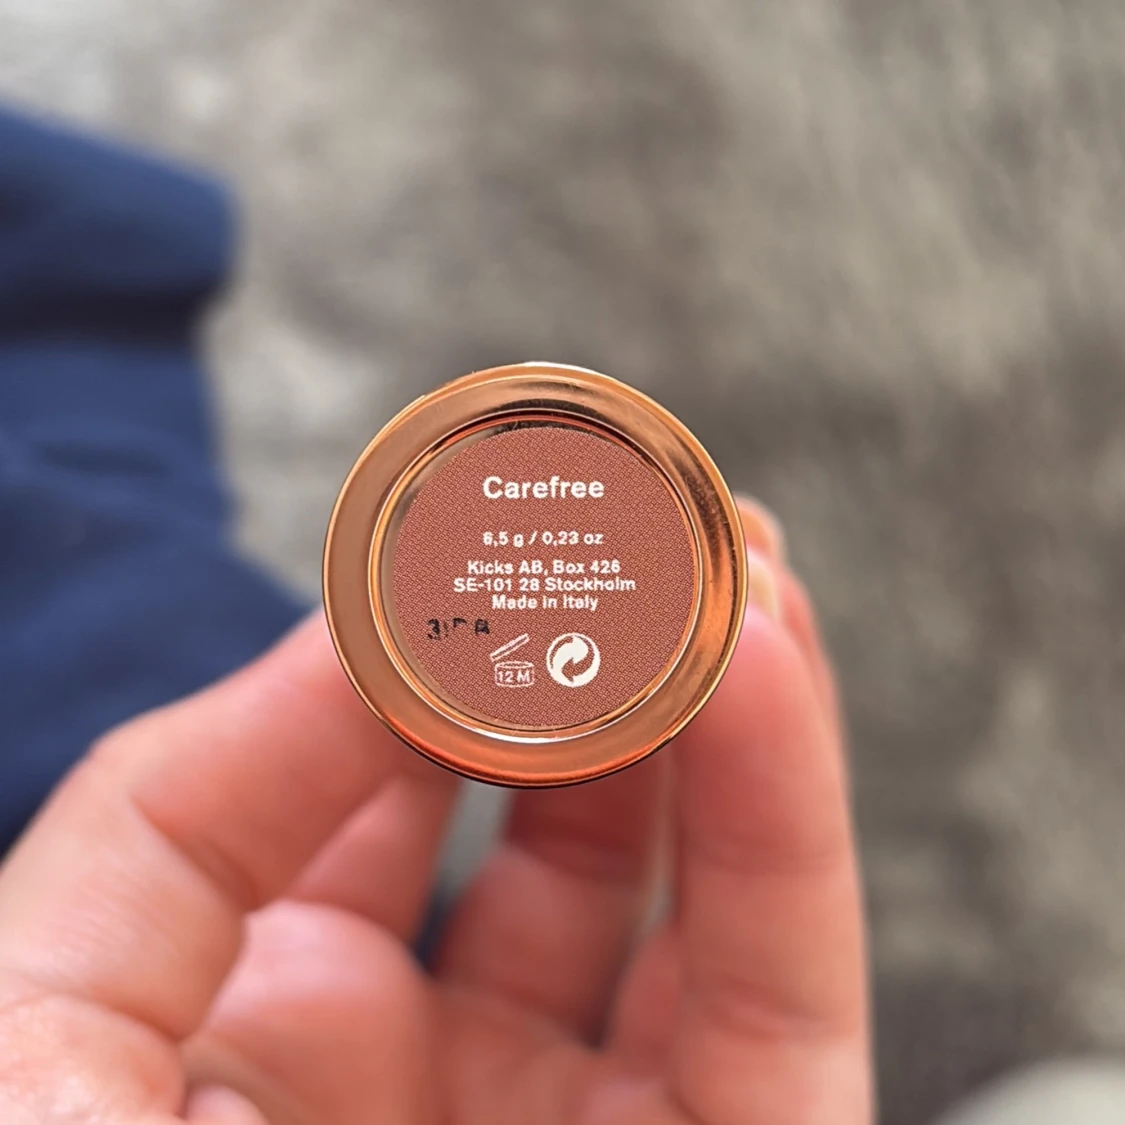 Carefree
6,5 g / 0,23 oz
Kicks AB, Box 426
SE-101 28 Stockholm
Made in Italy
12 M